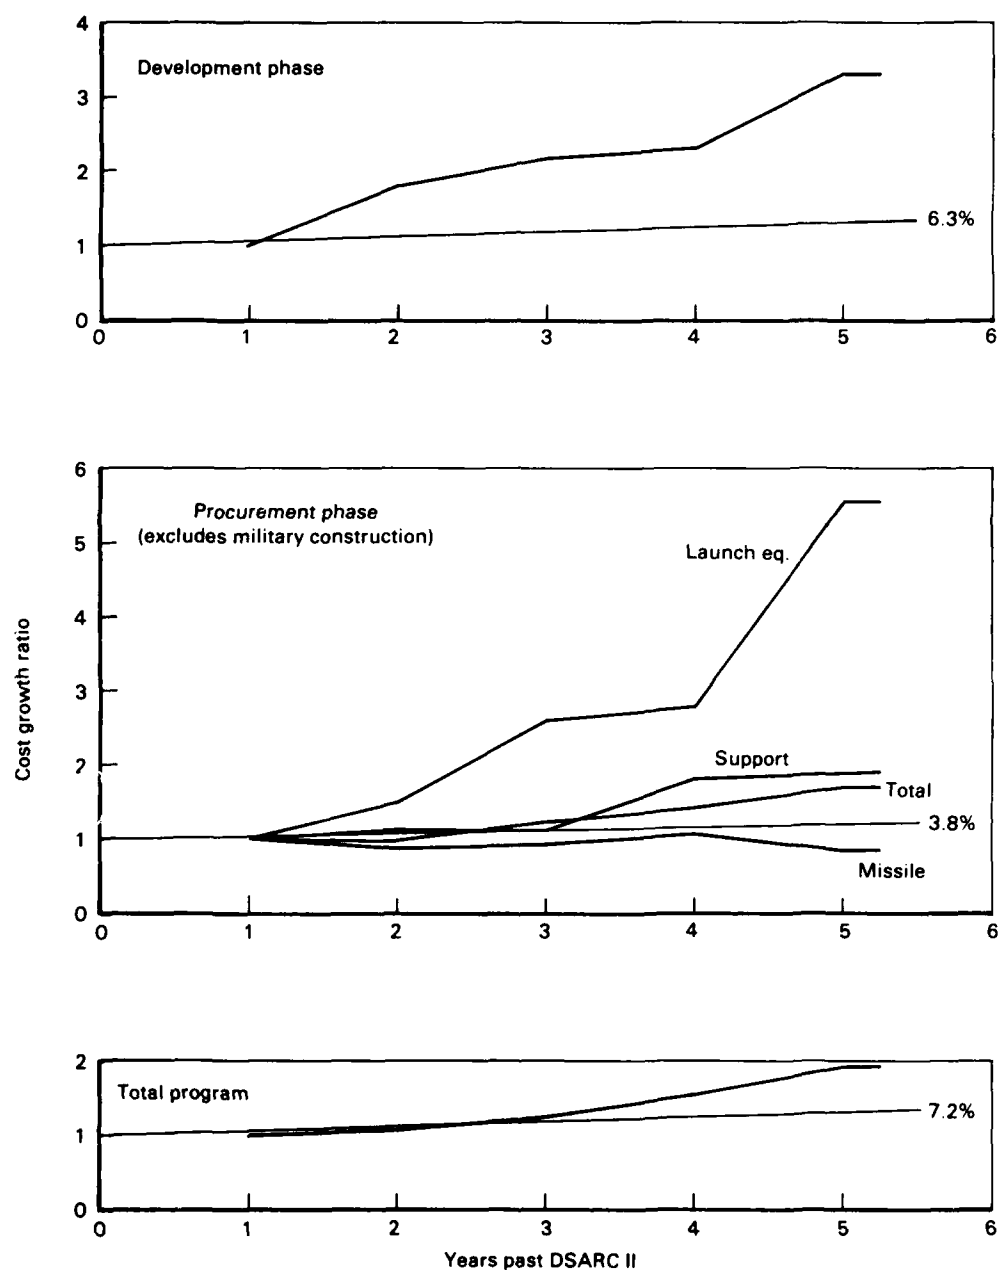 4
Development phase
3
2
6.3%
1
0
0 1 2 3 4 5 6
6
Procurement phase
(excludes military construction)
5
Launch eq.
4
3
Support
2
Total
3.8%
1
Missile
0
0 1 2 3 4 5 6
Cost growth ratio
2
Total program
7.2%
1
0
0 1 2 3 4 5 6
Years past DSARC II